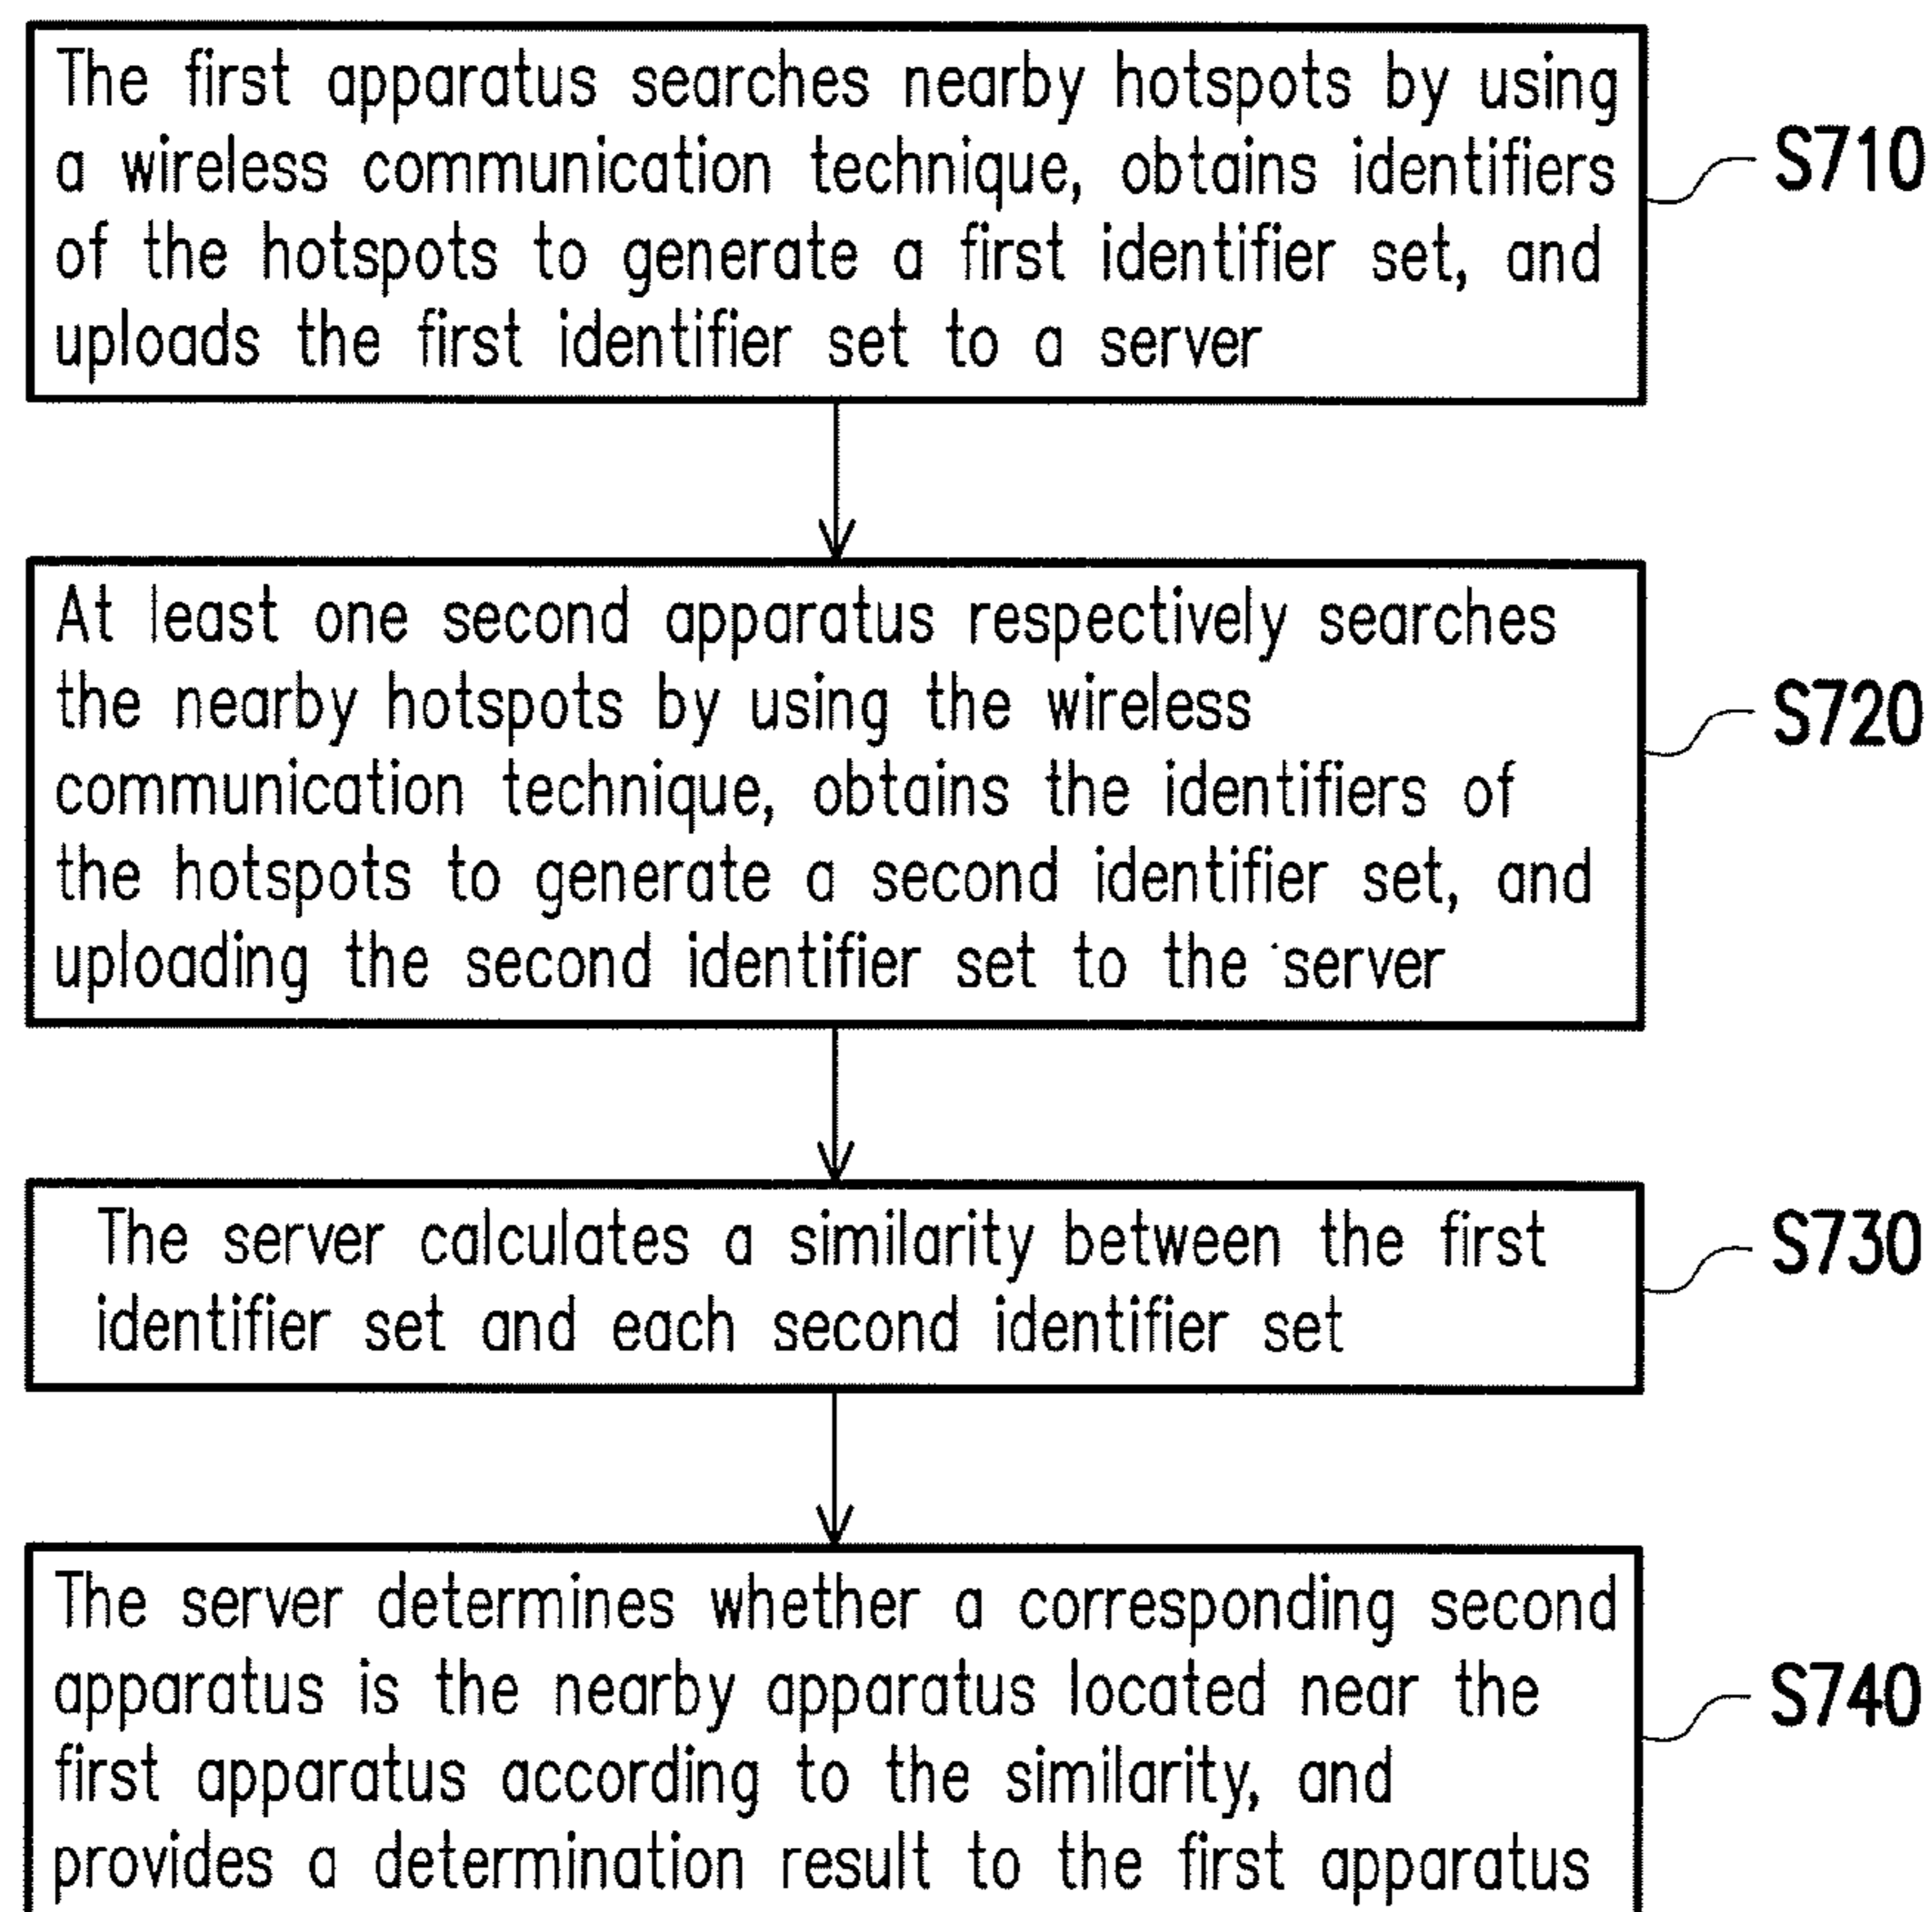 The first apparatus searches nearby hotspots by using
a wireless communication technique, obtains identifiers
of the hotspots to generate a first identifier set, and
uploads the first identifier set to a server
S710
At least one second apparatus respectively searches
the nearby hotspots by using the wireless
communication technique, obtains the identifiers of
the hotspots to generate a second identifier set, and
uploading the second identifier set to the server
S720
The server calculates a similarity between the first
identifier set and each second identifier set
S730
The server determines whether a corresponding second
apparatus is the nearby apparatus located near the
first apparatus according to the similarity, and
provides a determination result to the first apparatus
S740